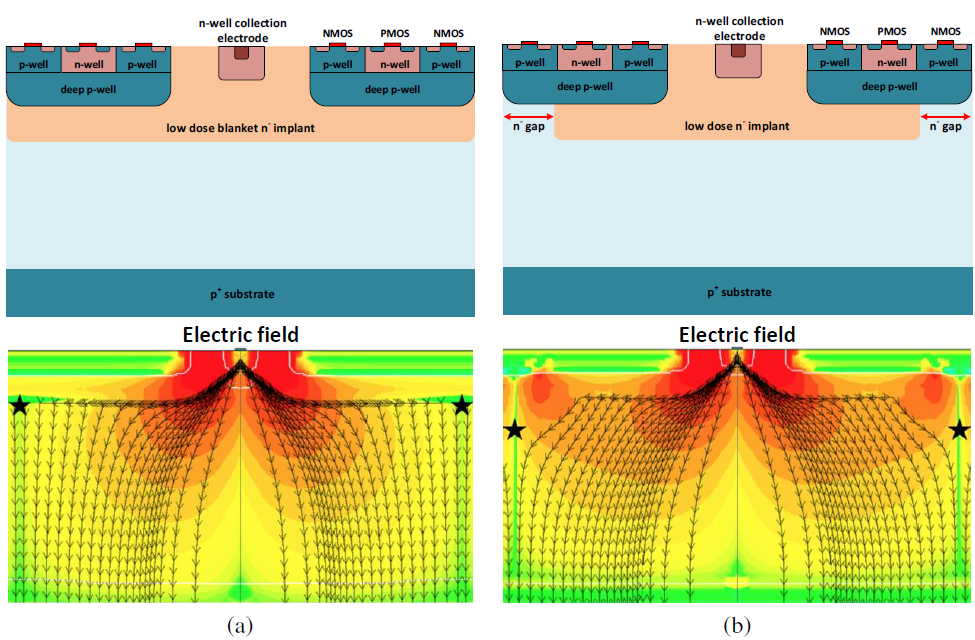 n-well collection
electrode
NMOS PMOS NMOS
p-well n-well p-well p-well n-well p-well
deep p-well deep p-well
low dose blanket n- implant
p+ substrate
Electric field
(a)
n-well collection
electrode
NMOS PMOS NMOS
p-well n-well p-well p-well n-well p-well
deep p-well deep p-well
n- gap low dose n- implant n- gap
p+ substrate
Electric field
(b)